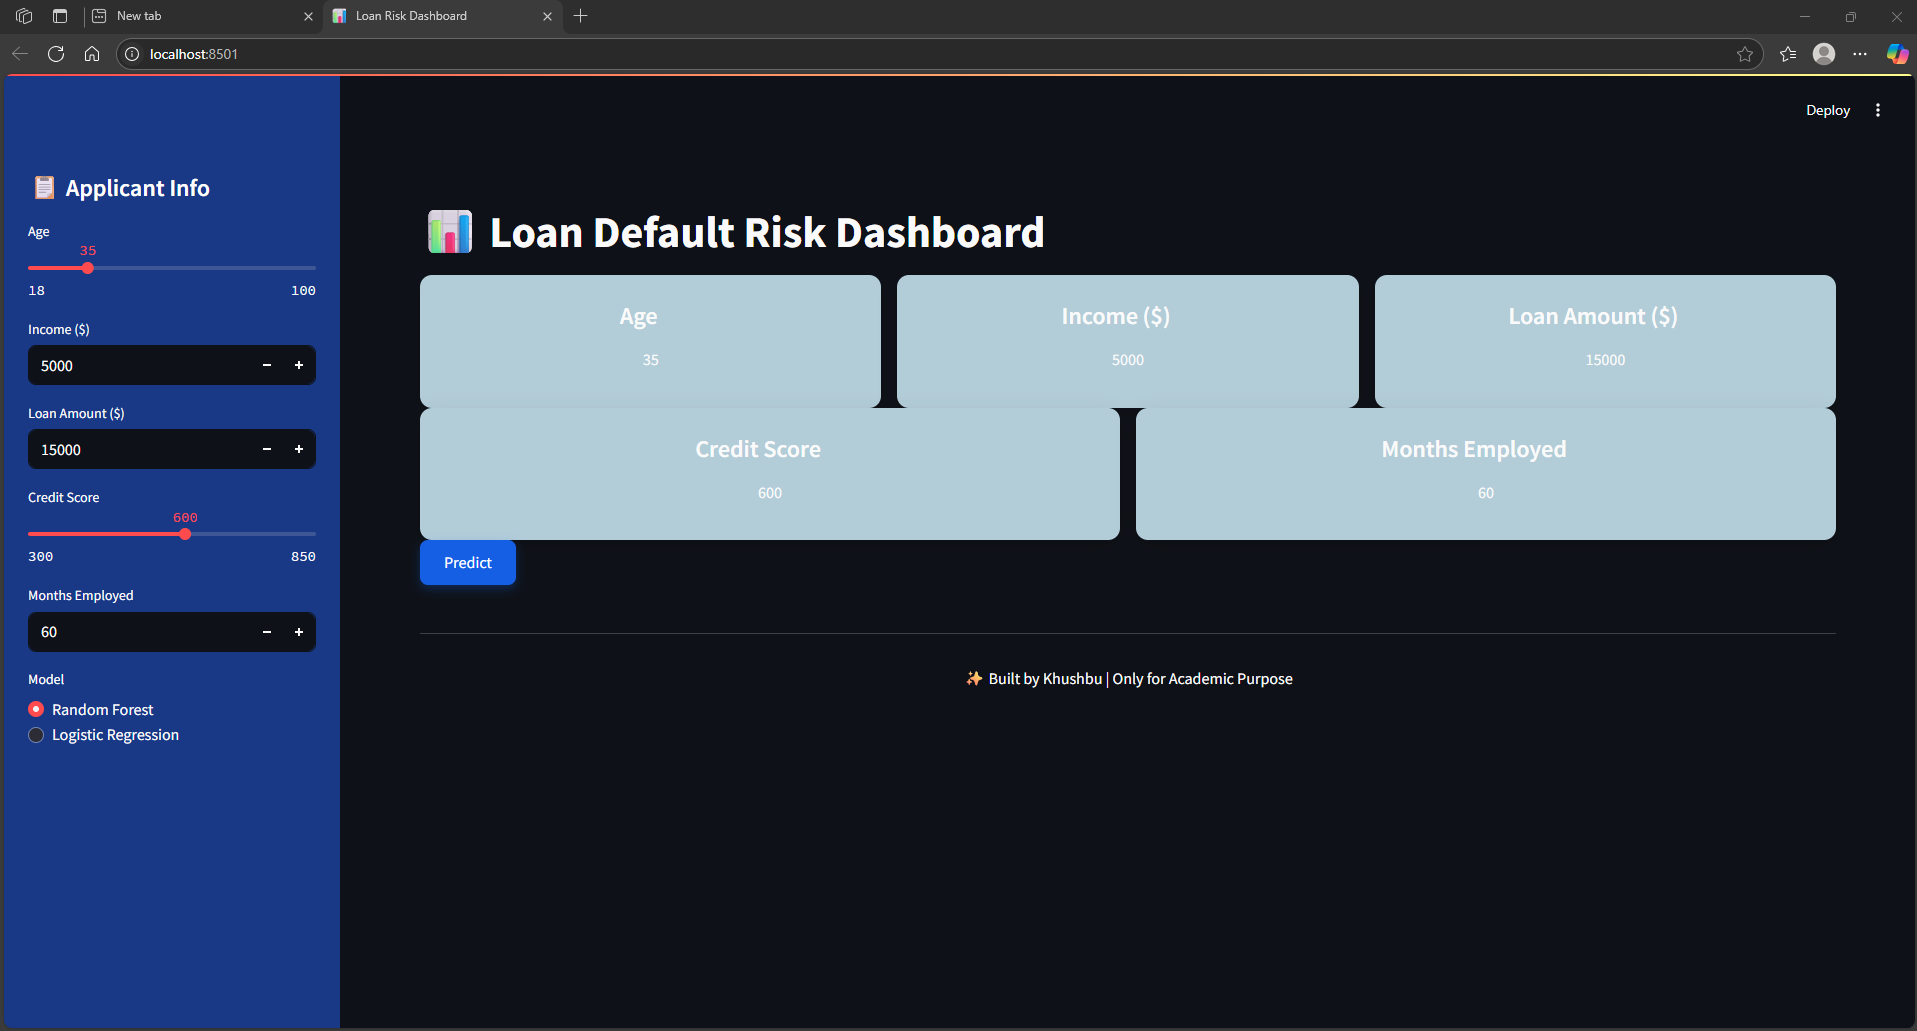 New tab
Loan Risk Dashboard
localhost:8501
Deploy
Applicant Info
Age
35
18 100
Income ($)
5000
Loan Amount ($)
15000
Credit Score
600
300 850
Months Employed
60
Model
Random Forest
Logistic Regression
Loan Default Risk Dashboard
Age
35
Income ($)
5000
Loan Amount ($)
15000
Credit Score
600
Months Employed
60
Predict
✨ Built by Khushbu | Only for Academic Purpose